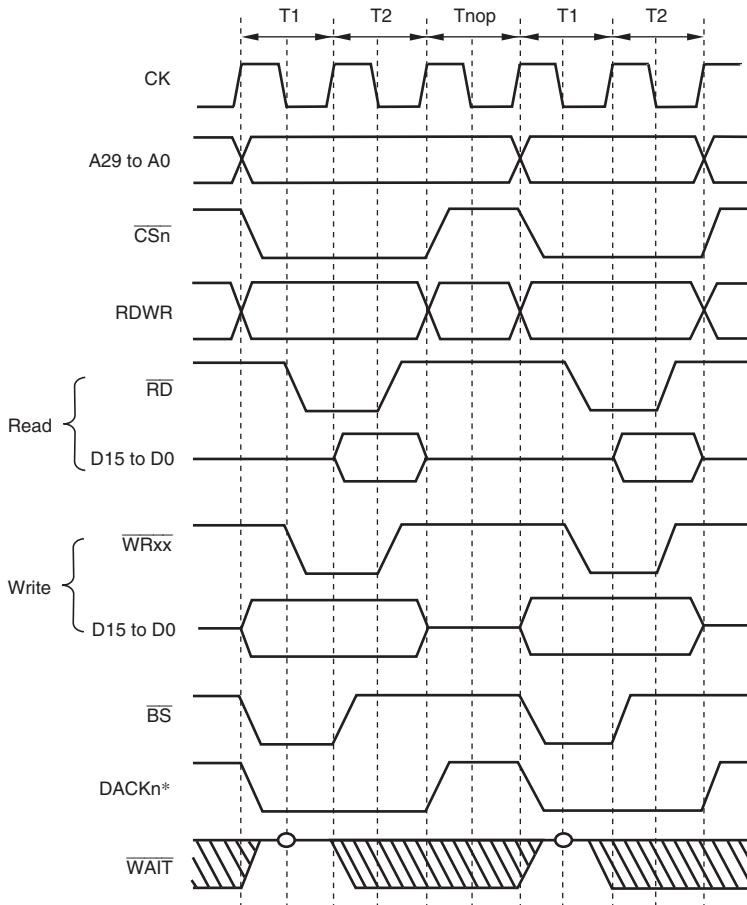 T1 T2 Tnop T1 T2
CK
A29 to A0
CSn
RDWR
RD
Read
D15 to D0
WRxx
Write
D15 to D0
BS
DACKn*
WAIT